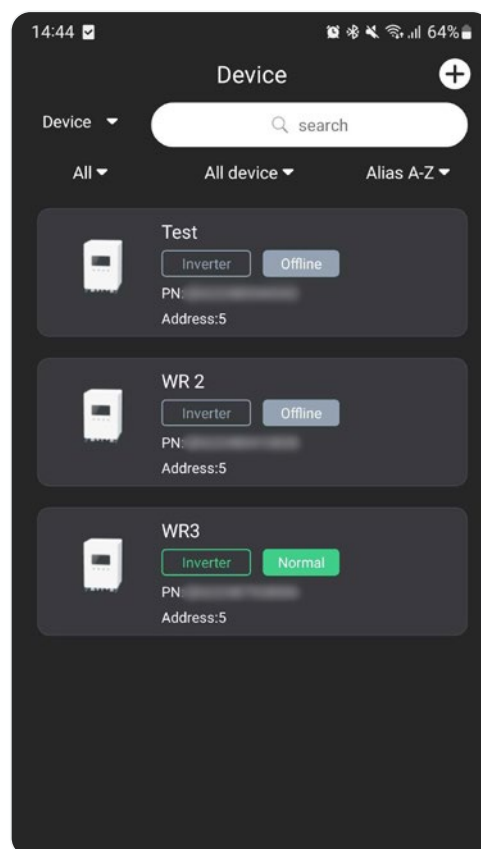 14:44 64%
Device
Device search
All All device Alias A-Z
Test
Inverter Offline
PN:
Address:5
WR 2
Inverter Offline
PN:
Address:5
WR3
Inverter Normal
PN
Address:5